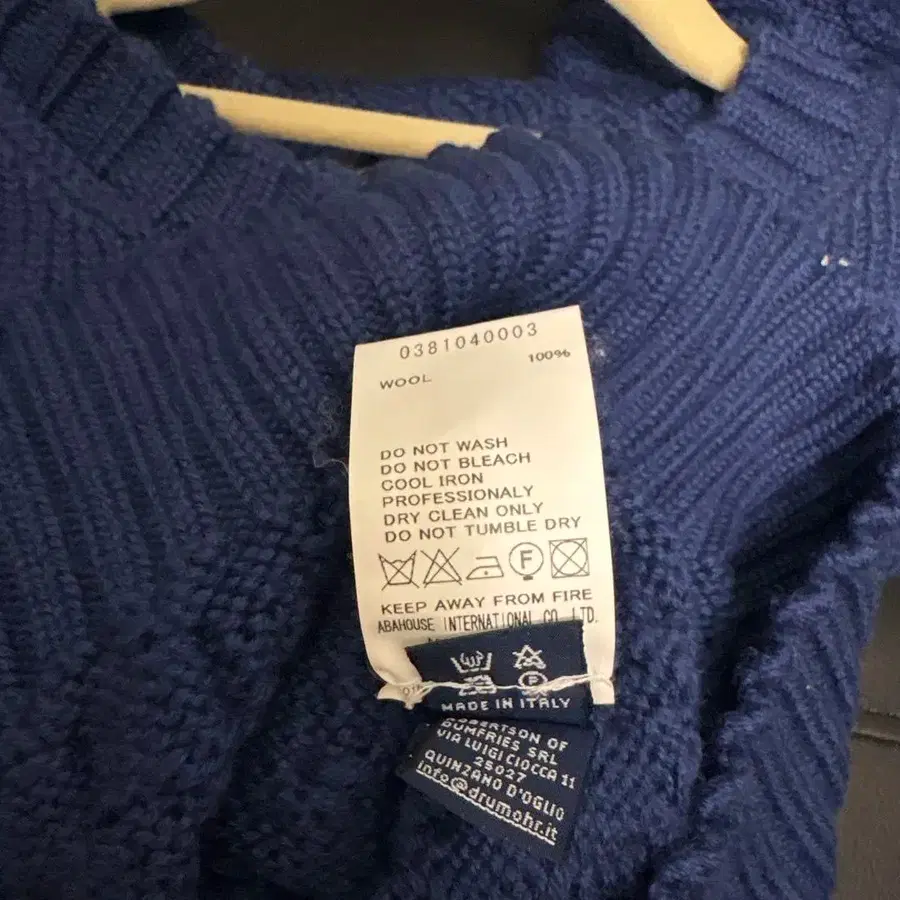 0381040003
WOOL 100%
DO NOT WASH
DO NOT BLEACH
COOL IRON
PROFESSIONALY
DRY CLEAN ONLY
DO NOT TUMBLE DRY
F
KEEP AWAY FROM FIRE
ABAHOUSE INTERNATIONAL CO.,LTD.
P
MADE IN ITALY
OF
DUMFRIES SRL
VIA LUIGI CIOCCA 11
25027
QUINZANO D'OGLIO
info@drumohr.it